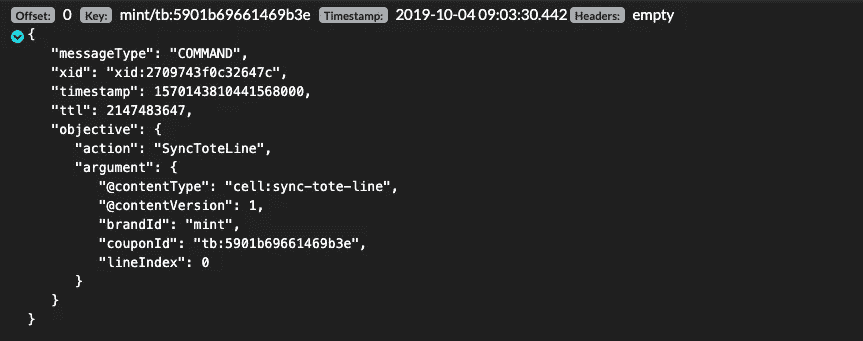 Offset: 0 Key: mint/tb:5901b69661469b3e Timestamp: 2019-10-04 09:03:30.442 Headers: empty
{
"messageType": "COMMAND",
"xid": "xid:2709743f0c32647c",
"timestamp": 1570143810441568000,
"ttl": 2147483647,
"objective": {
"action": "SyncToteLine",
"argument": {
"@contentType": "cell:sync-tote-line",
"@contentVersion": 1,
"brandId": "mint",
"couponId": "tb:5901b69661469b3e",
"lineIndex": 0
}
}
}